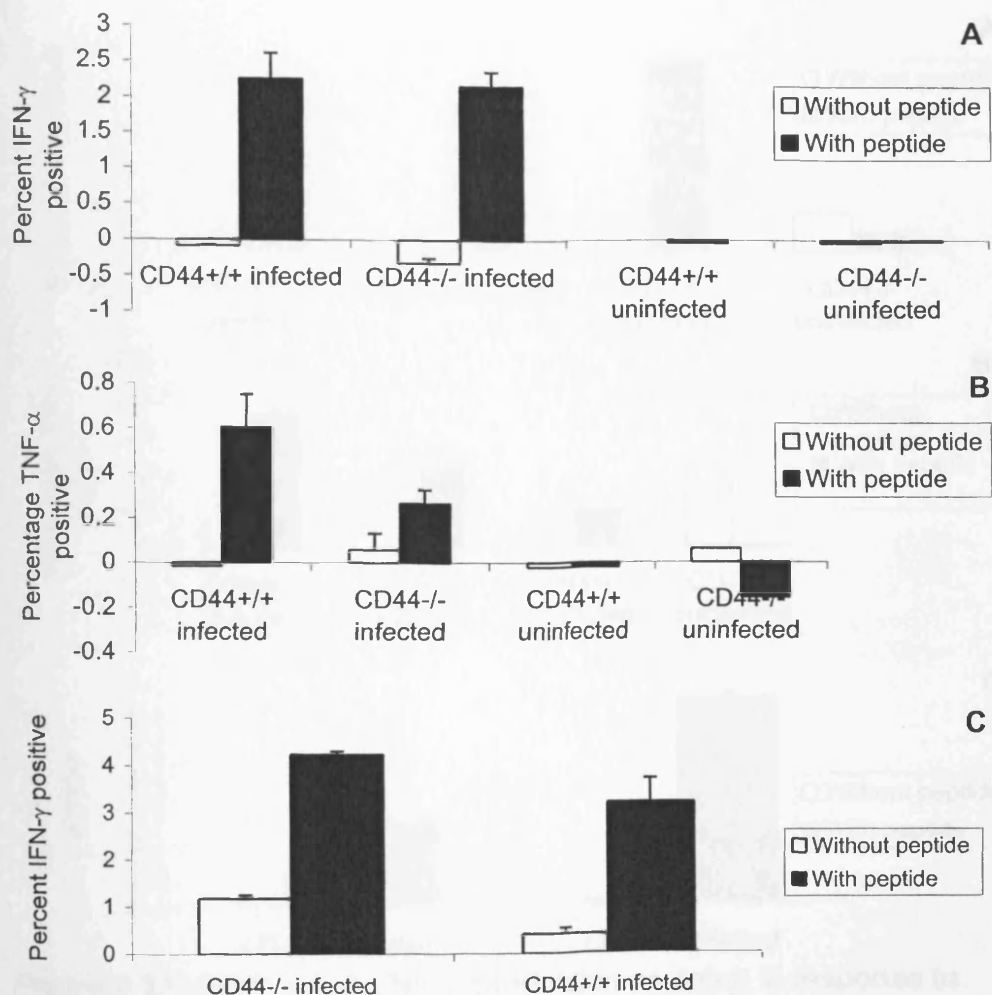 A
Percent IFN-γ
positive
3
2.5
2
1.5
1
0.5
0
-0.5
-1
Without peptide
With peptide
CD44+/+ infected
CD44-/- infected
CD44+/+
uninfected
CD44-/-
uninfected
B
Percentage TNF-α
positive
0.8
0.6
0.4
0.2
0
-0.2
-0.4
Without peptide
With peptide
CD44+/+
infected
CD44-/-
infected
CD44+/+
uninfected
CD44-/-
uninfected
C
Percent IFN-γ positive
5
4
3
2
1
0
Without peptide
With peptide
CD44-/- infected
CD44+/+ infected